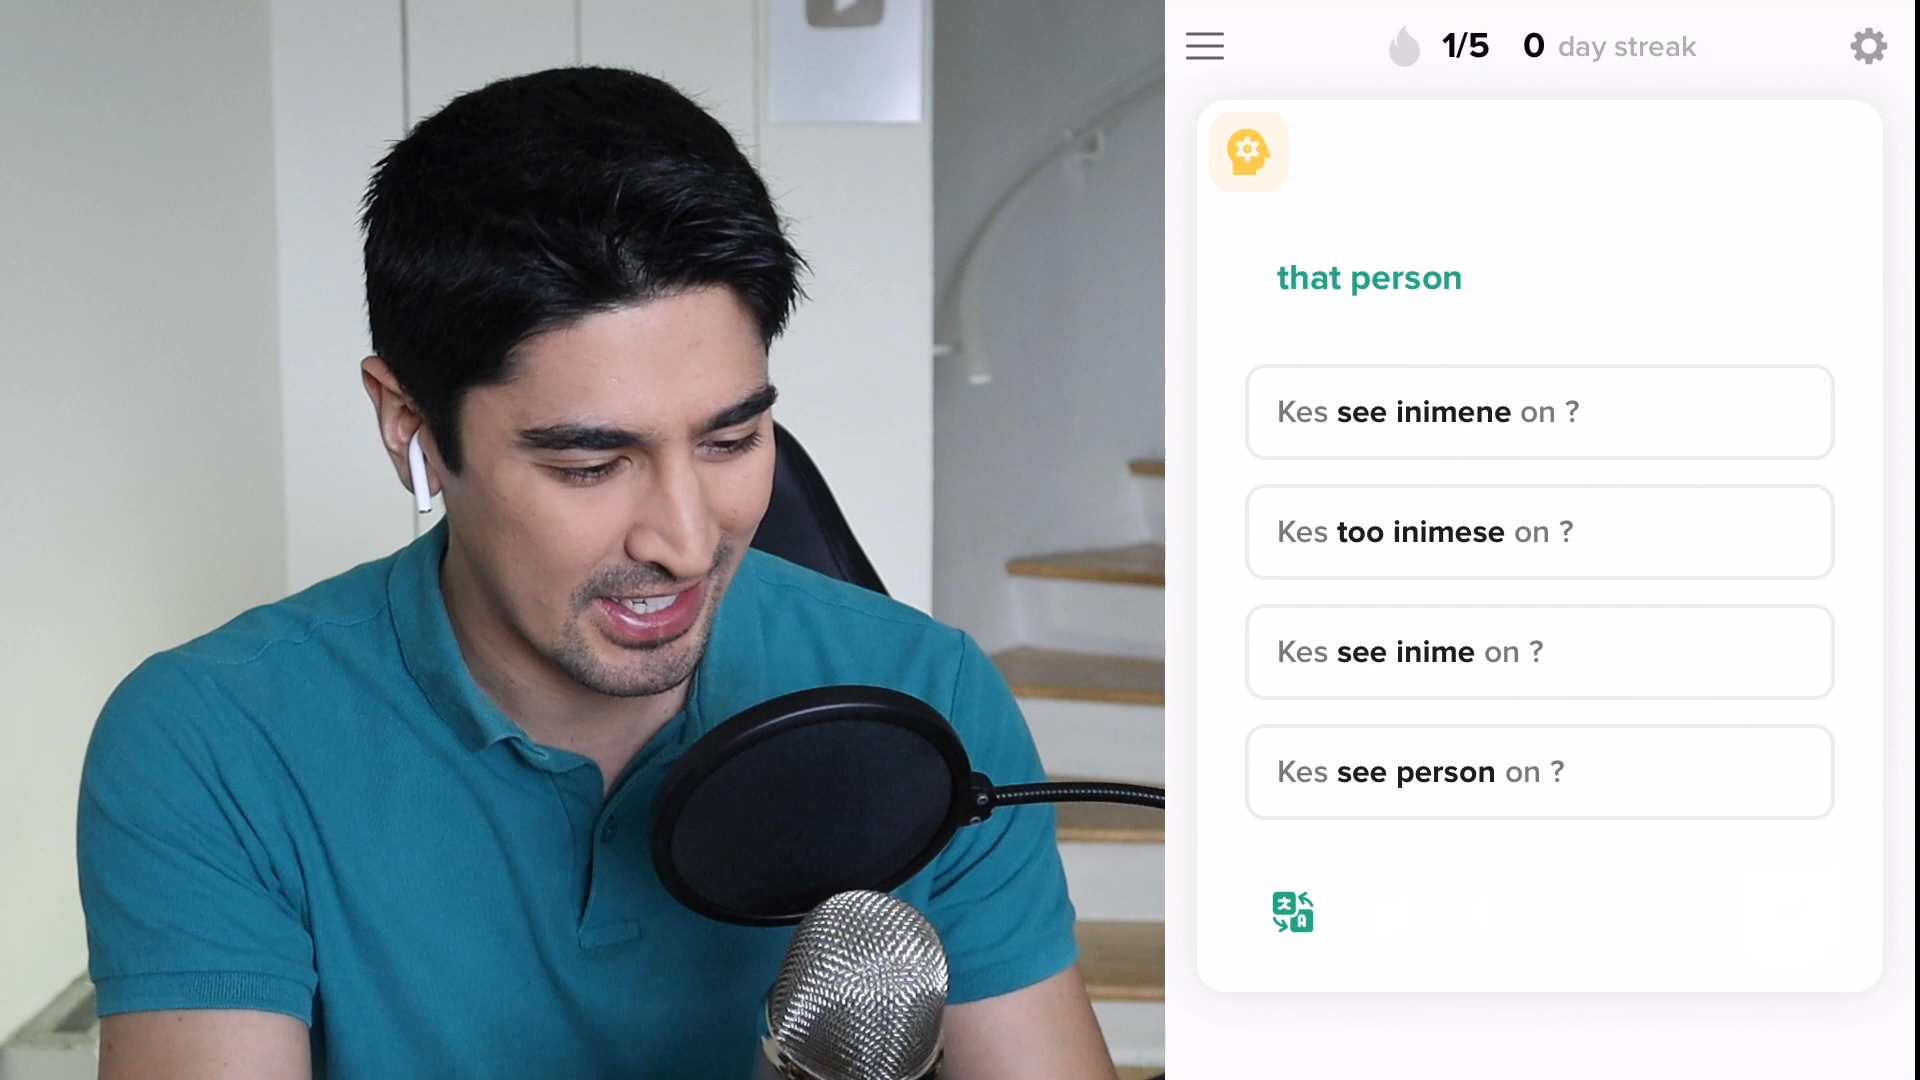 1/5 0 day streak
that person
Kes see inimene on ?
Kes too inimese on ?
Kes see inime on ?
Kes see person on ?